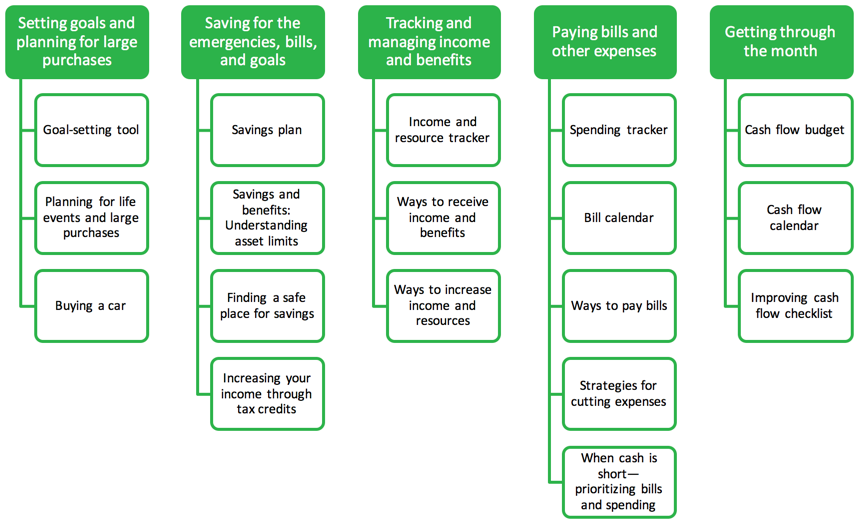 Setting goals and
planning for large
purchases
Goal-setting tool
Planning for life
events and large
purchases
Buying a car
Saving for the
emergencies, bills,
and goals
Savings plan
Savings and
benefits:
Understanding
asset limits
Finding a safe
place for savings
Increasing your
income through
tax credits
Tracking and
managing income
and benefits
Income and
resource tracker
Ways to receive
income and
benefits
Ways to increase
income and
resources
Paying bills and
other expenses
Spending tracker
Bill calendar
Ways to pay bills
Strategies for
cutting expenses
When cash is
short—
prioritizing bills
and spending
Getting through
the month
Cash flow budget
Cash flow
calendar
Improving cash
flow checklist